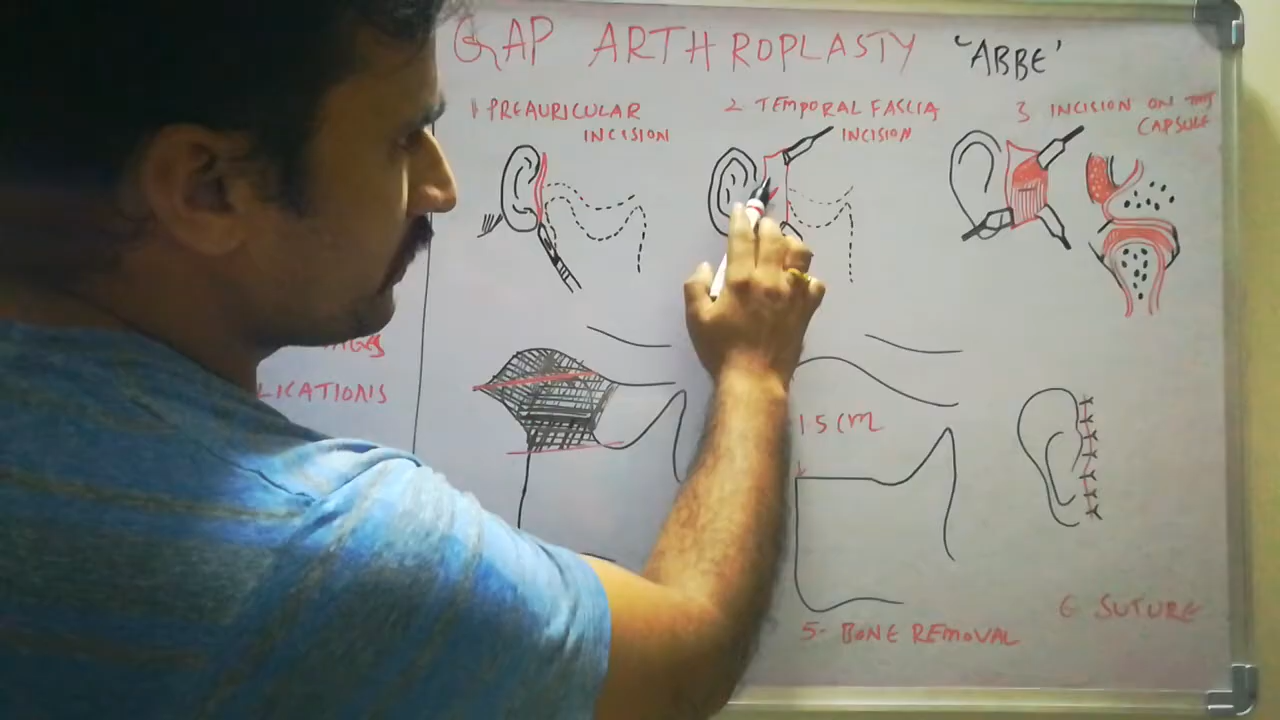 GAP ARTHROPLASTY 'ABBE'
1 PREAURICULAR
INCISION
2 TEMPORAL FASCIA
INCISION
3 INCISION ON
CAPSULE
LICATIONS
1.5 cm
5- BONE REMOVAL
6 SUTURE